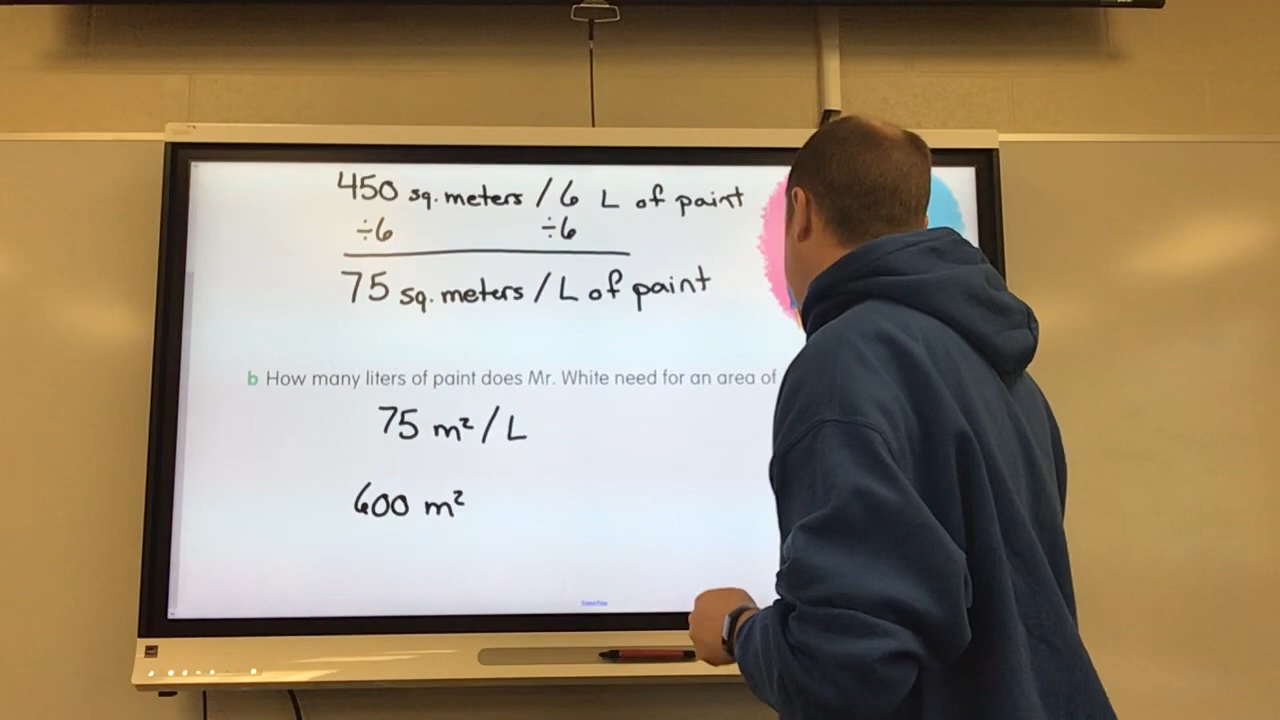 450 sq. meters / 6 L of paint
÷6 ÷6
75 sq. meters / L of paint
b How many liters of paint does Mr. White need for an area of
75 m² / L
600 m²